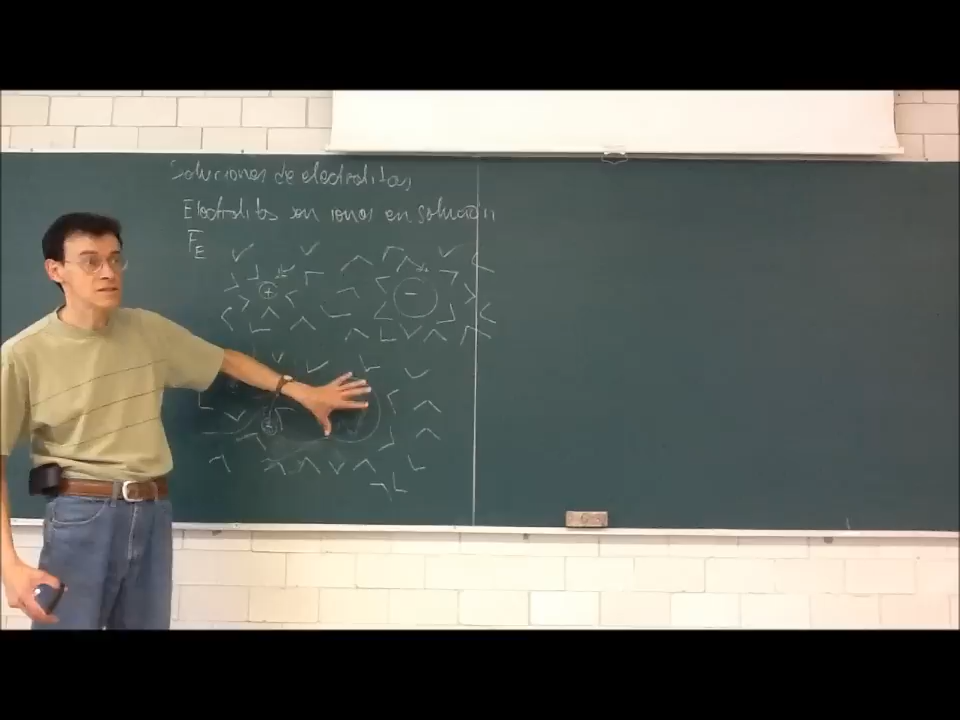 Soluciones de electrolitos
Electrolitos son iones en solución
F_E
+
-